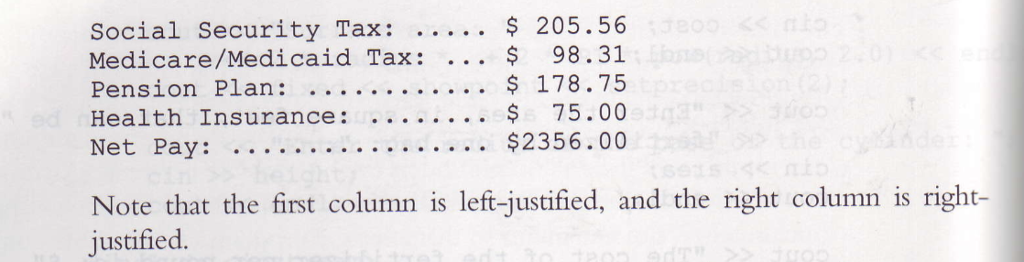 Social Security Tax: .... $ 205.56
Medicare/Medicaid Tax: ... $ 98.31
Pension Plan: ............ $ 178.75
Health Insurance: ........ $ 75.00
Net Pay: ................. $2356.00
Note that the first column is left-justified, and the right column is right-
justified.